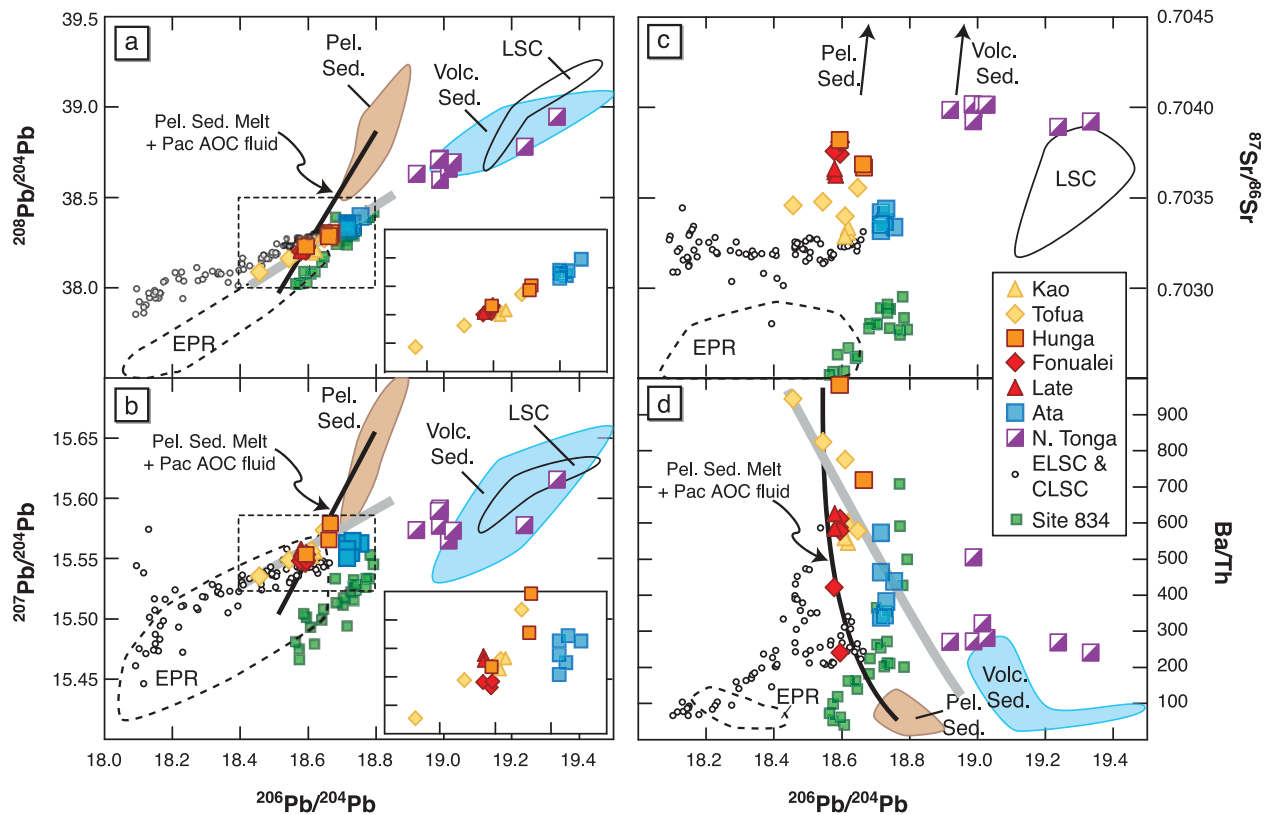 39.5
39.0
38.5
38.0
208Pb/204Pb
a
Pel.
Sed.
LSC
Volc.
Sed.
Pel. Sed. Melt
+ Pac AOC fluid
EPR
b
15.65
15.60
15.55
15.50
15.45
207Pb/204Pb
Pel.
Sed.
LSC
Volc.
Sed.
Pel. Sed. Melt
+ Pac AOC fluid
EPR
18.0
18.2
18.4
18.6
18.8
19.0
19.2
19.4
206Pb/204Pb
c
Pel.
Sed.
Volc.
Sed.
LSC
EPR
0.7045
0.7040
0.7035
0.7030
87Sr/86Sr
Kao
Tofua
Hunga
Fonualei
Late
Ata
N. Tonga
ELSC &
CLSC
Site 834
d
Pel. Sed. Melt
+ Pac AOC fluid
EPR
Volc.
Sed.
Pel.
Sed.
900
800
700
600
500
400
300
200
100
Ba/Th
18.2
18.4
18.6
18.8
19.0
19.2
19.4
206Pb/204Pb